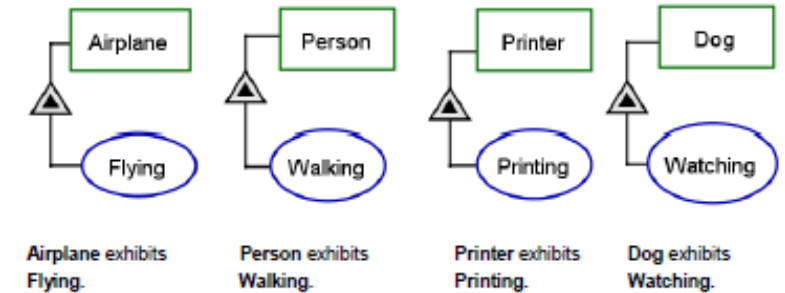 Airplane
Person
Printer
Dog
Flying
Walking
Printing
Watching
Airplane exhibits
Flying.
Person exhibits
Walking.
Printer exhibits
Printing.
Dog exhibits
Watching.